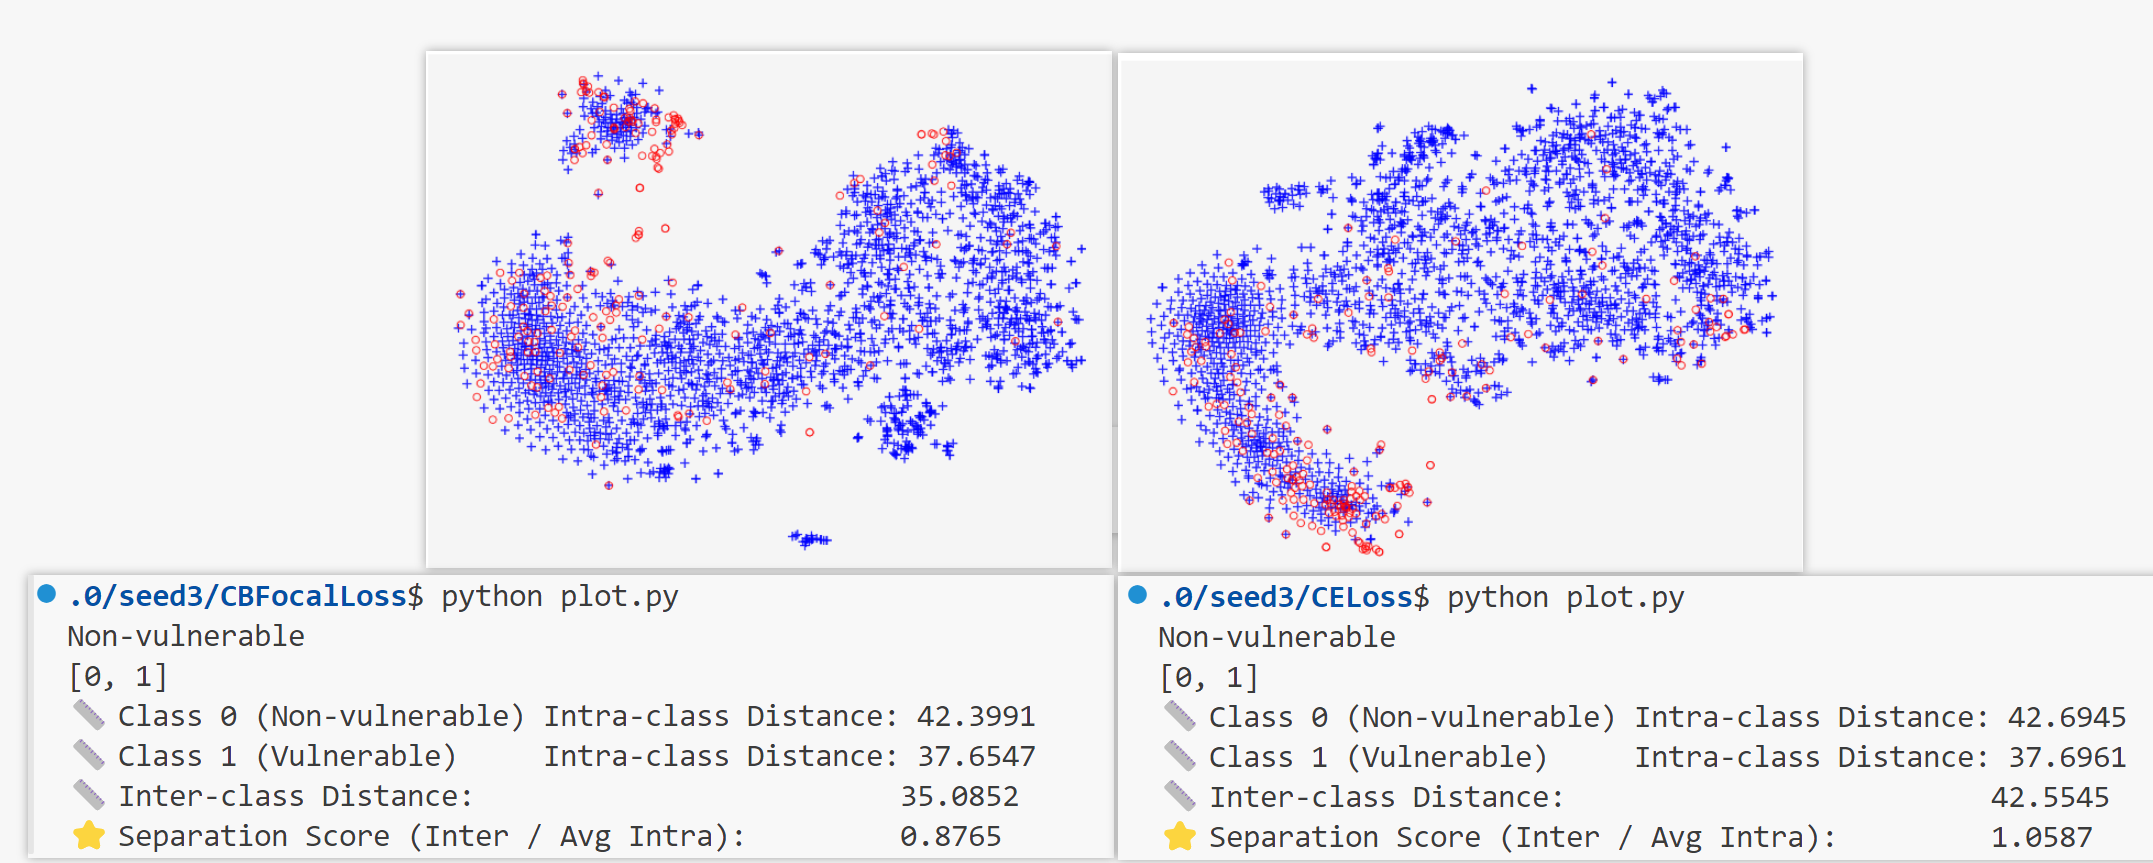 .0/seed3/CBFocalLoss$ python plot.py
Non-vulnerable
[0, 1]
📏 Class 0 (Non-vulnerable) Intra-class Distance: 42.3991
📏 Class 1 (Vulnerable) Intra-class Distance: 37.6547
📏 Inter-class Distance: 35.0852
⭐ Separation Score (Inter / Avg Intra): 0.8765
.0/seed3/CELoss$ python plot.py
Non-vulnerable
[0, 1]
📏 Class 0 (Non-vulnerable) Intra-class Distance: 42.6945
📏 Class 1 (Vulnerable) Intra-class Distance: 37.6961
📏 Inter-class Distance: 42.5545
⭐ Separation Score (Inter / Avg Intra): 1.0587